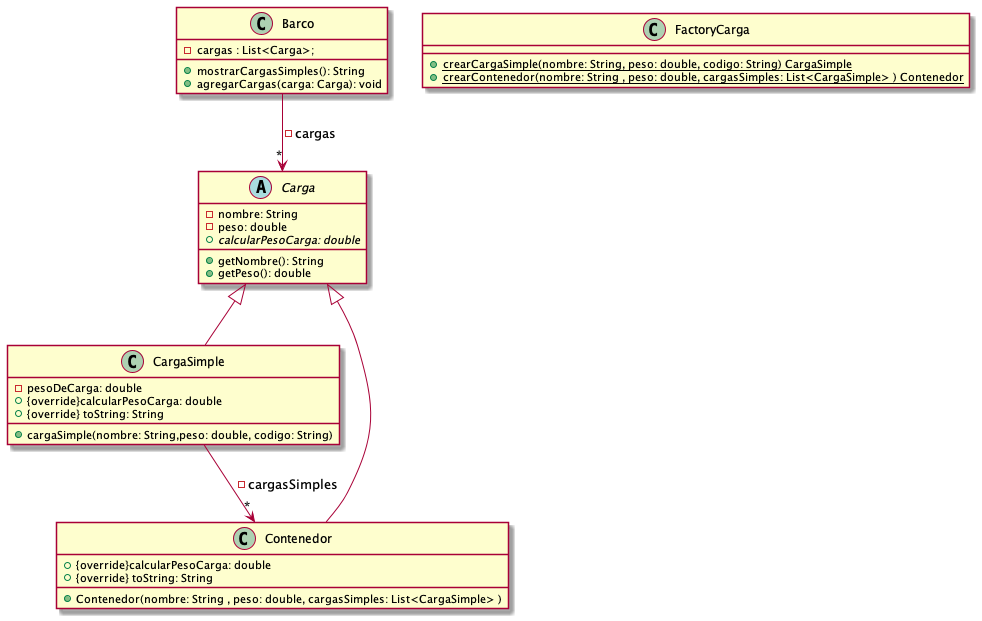 C Barco
cargas : List<Carga>;
mostrarCargasSimples(): String
agregarCargas(carga: Carga): void
C FactoryCarga
crearCargaSimple(nombre: String, peso: double, codigo: String) CargaSimple
crearContenedor(nombre: String , peso: double, cargasSimples: List<CargaSimple> ) Contenedor
cargas
*
A Carga
nombre: String
peso: double
calcularPesoCarga: double
getNombre(): String
getPeso(): double
C CargaSimple
pesoDeCarga: double
{override}calcularPesoCarga: double
{override} toString: String
cargaSimple(nombre: String,peso: double, codigo: String)
cargasSimples
*
C Contenedor
{override}calcularPesoCarga: double
{override} toString: String
Contenedor(nombre: String , peso: double, cargasSimples: List<CargaSimple> )